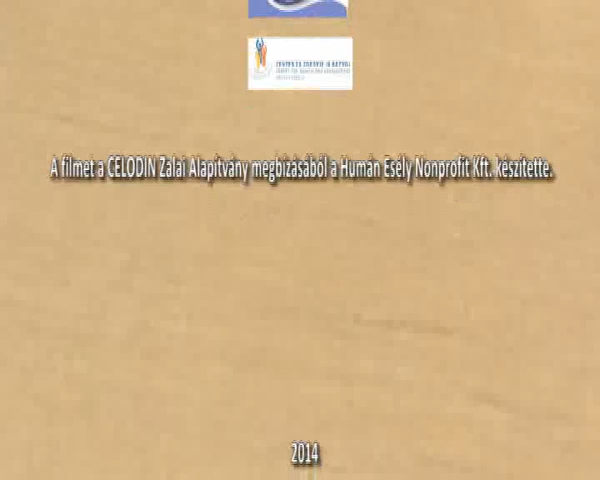 A filmet a CELODIN Zalai Alapítvány megbízásából a Humán Esély Nonprofit Kft. készítette.
2014